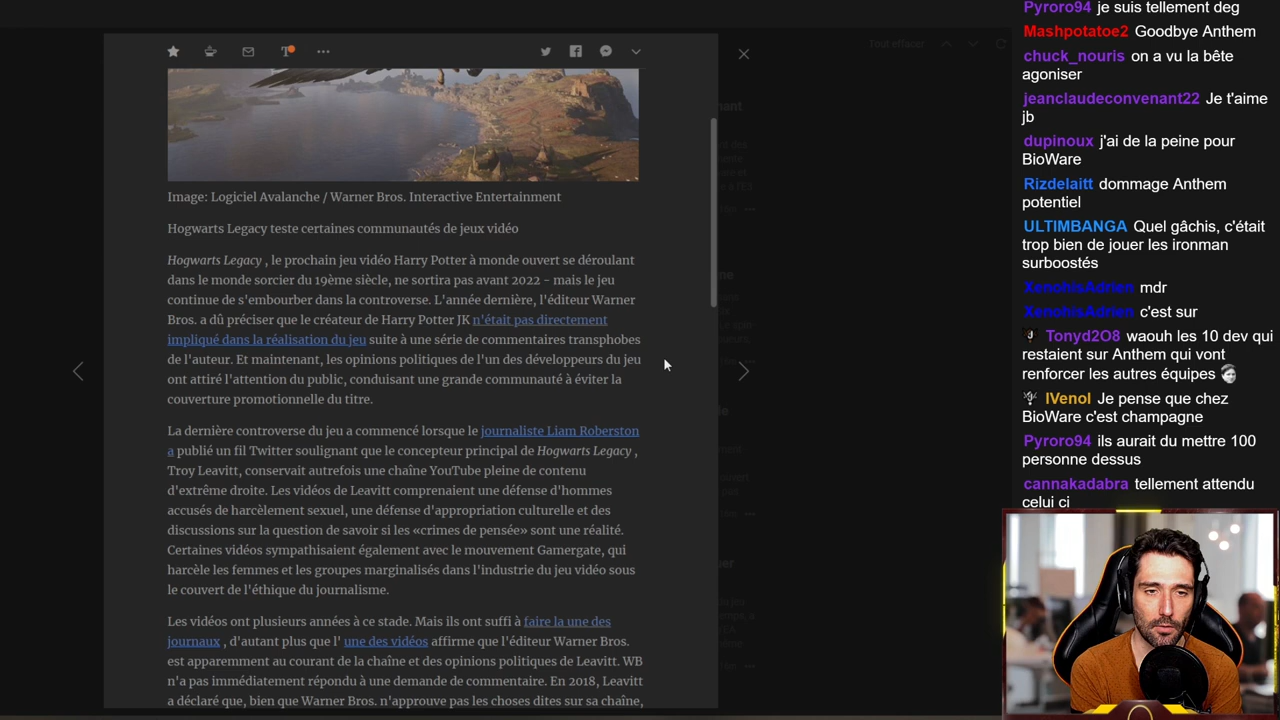 Tout effacer
Image: Logiciel Avalanche / Warner Bros. Interactive Entertainment
Hogwarts Legacy teste certaines communautés de jeux vidéo
Hogwarts Legacy , le prochain jeu vidéo Harry Potter à monde ouvert se déroulant
dans le monde sorcier du 19ème siècle, ne sortira pas avant 2022 - mais le jeu
continue de s'embourber dans la controverse. L'année dernière, l'éditeur Warner
Bros. a dû préciser que le créateur de Harry Potter JK n'était pas directement
impliqué dans la réalisation du jeu suite à une série de commentaires transphobes
de l'auteur. Et maintenant, les opinions politiques de l'un des développeurs du jeu
ont attiré l'attention du public, conduisant une grande communauté à éviter la
couverture promotionnelle du titre.
La dernière controverse du jeu a commencé lorsque le journaliste Liam Roberston
a publié un fil Twitter soulignant que le concepteur principal de Hogwarts Legacy ,
Troy Leavitt, conservait autrefois une chaîne YouTube pleine de contenu
d'extrême droite. Les vidéos de Leavitt comprenaient une défense d'hommes
accusés de harcèlement sexuel, une défense d'appropriation culturelle et des
discussions sur la question de savoir si les «crimes de pensée» sont une réalité.
Certaines vidéos sympathisaient également avec le mouvement Gamergate, qui
harcèle les femmes et les groupes marginalisés dans l'industrie du jeu vidéo sous
le couvert de l'éthique du journalisme.
Les vidéos ont plusieurs années à ce stade. Mais ils ont suffi à faire la une des
journaux , d'autant plus que l' une des vidéos affirme que l'éditeur Warner Bros.
est apparemment au courant de la chaîne et des opinions politiques de Leavitt. WB
n'a pas immédiatement répondu à une demande de commentaire. En 2018, Leavitt
a déclaré que, bien que Warner Bros. n'approuve pas les choses dites sur sa chaîne,
Pyroro94 je suis tellement deg
Mashpotatoe2 Goodbye Anthem
chuck_nouris on a vu la bête
agoniser
jeanclaudeconvenant22 Je t'aime
jb
dupinoux j'ai de la peine pour
BioWare
Rizdelaitt dommage Anthem
potentiel
ULTIMBANGA Quel gâchis, c'était
trop bien de jouer les ironman
surboostés
XenohisAdrien mdr
XenohisAdrien c'est sur
Tonyd2O8 waouh les 10 dev qui
restaient sur Anthem qui vont
renforcer les autres équipes
IVenol Je pense que chez
BioWare c'est champagne
Pyroro94 ils aurait du mettre 100
personne dessus
cannakadabra tellement attendu
celui ci